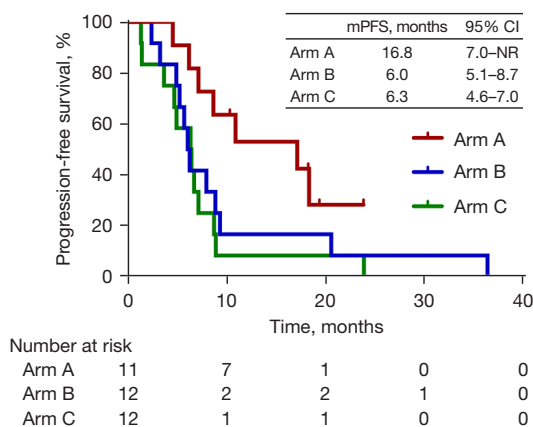 mPFS, months 95% CI
Arm A 16.8 7.0–NR
Arm B 6.0 5.1–8.7
Arm C 6.3 4.6–7.0
Progression-free survival, %
100
80
60
40
20
0
Arm A
Arm B
Arm C
0 10 20 30 40
Time, months
Number at risk
Arm A 11 7 1 0 0
Arm B 12 2 2 1 0
Arm C 12 1 1 0 0